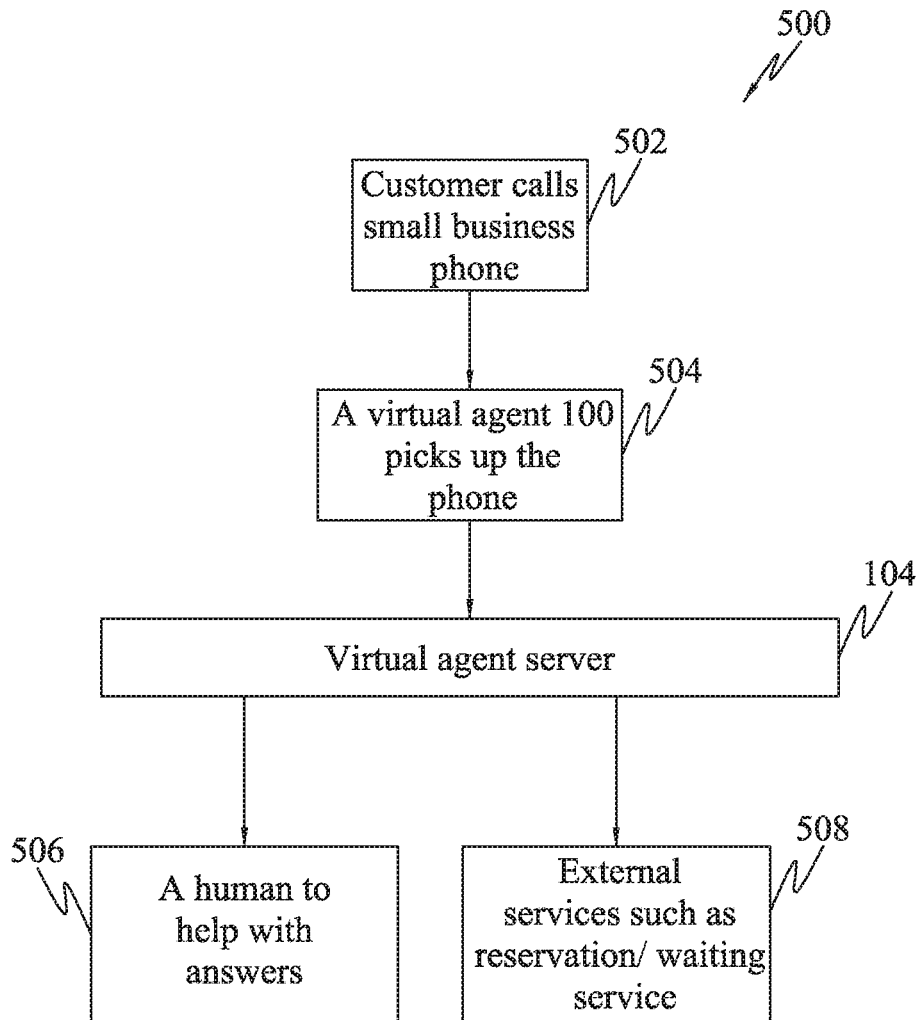 500
502
Customer calls
small business
phone
504
A virtual agent 100
picks up the
phone
104
Virtual agent server
506
A human to
help with
answers
508
External
services such as
reservation/ waiting
service